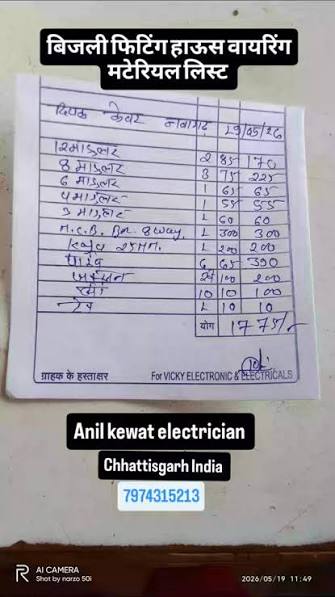 बिजली फिटिंग हाऊस वायरिंग
मटेरियल लिस्ट
दिपक केवट नवागढ़ 19/05/26
12 माडुलर 2 85 170
8 माडुलर 3 75 225
6 माडुलर 1 65 65
4 माडुलर 1 55 55
3 माडुलर 1 60 60
M.C.B. Box 8 way. 1 300 300
25 MM. 1 200 200
पाईप 6 65 390
100 200
10 10 100
टेप 1 10 10
योग 1775/-
ग्राहक के हस्ताक्षर For VICKY ELECTRONIC & ELECTRICALS
Anil kewat electrician
Chhattisgarh India
7974315213
R AI CAMERA
Shot by narzo 50i
2026/05/19 11:49